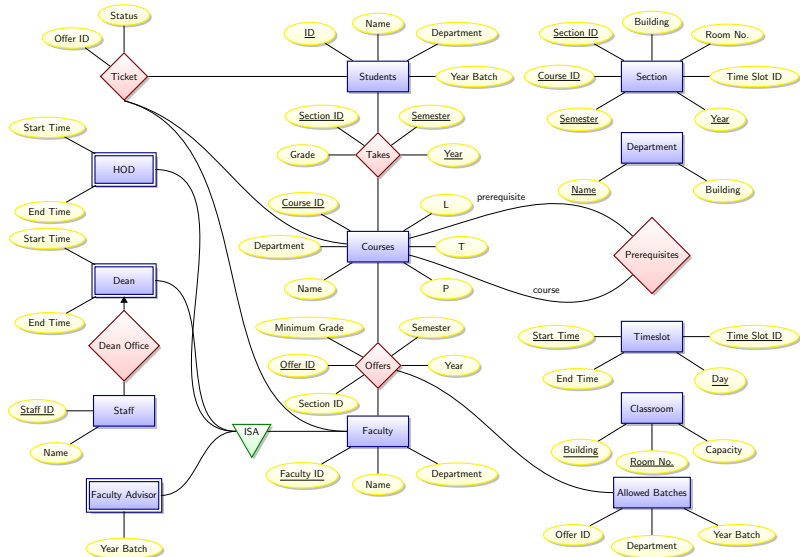 Status
Offer ID
Ticket
ID
Name
Department
Students
Year Batch
Section ID
Building
Room No.
Course ID
Section
Time Slot ID
Semester
Year
Start Time
HOD
End Time
Section ID
Semester
Grade
Takes
Year
Department
Name
Building
Course ID
L
prerequisite
Department
Courses
T
Name
P
course
Prerequisites
Start Time
Dean
End Time
Dean Office
Staff ID
Staff
Name
Minimum Grade
Semester
Offer ID
Offers
Year
Section ID
Start Time
Timeslot
Time Slot ID
End Time
Day
Classroom
Building
Room No.
Capacity
ISA
Faculty
Faculty ID
Name
Department
Faculty Advisor
Year Batch
Allowed Batches
Offer ID
Department
Year Batch